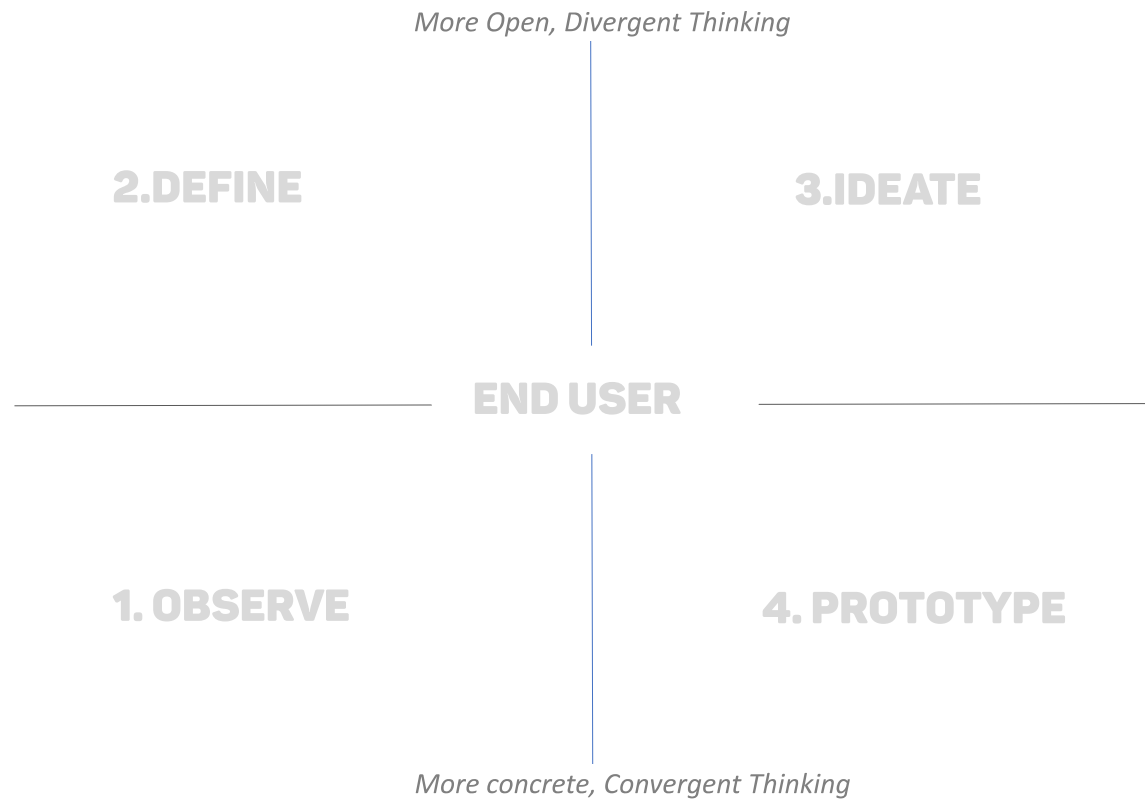 More Open, Divergent Thinking
2.DEFINE
3.IDEATE
END USER
1. OBSERVE
4. PROTOTYPE
More concrete, Convergent Thinking